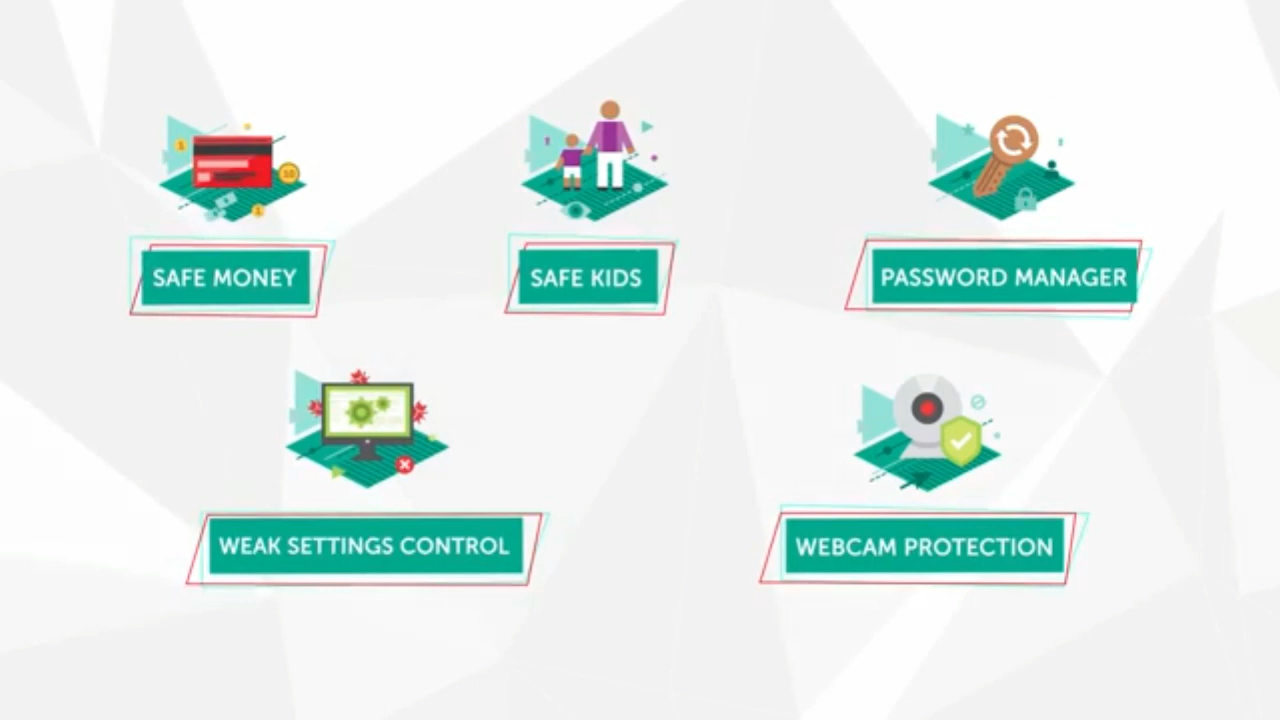 SAFE MONEY
SAFE KIDS
PASSWORD MANAGER
WEAK SETTINGS CONTROL
WEBCAM PROTECTION